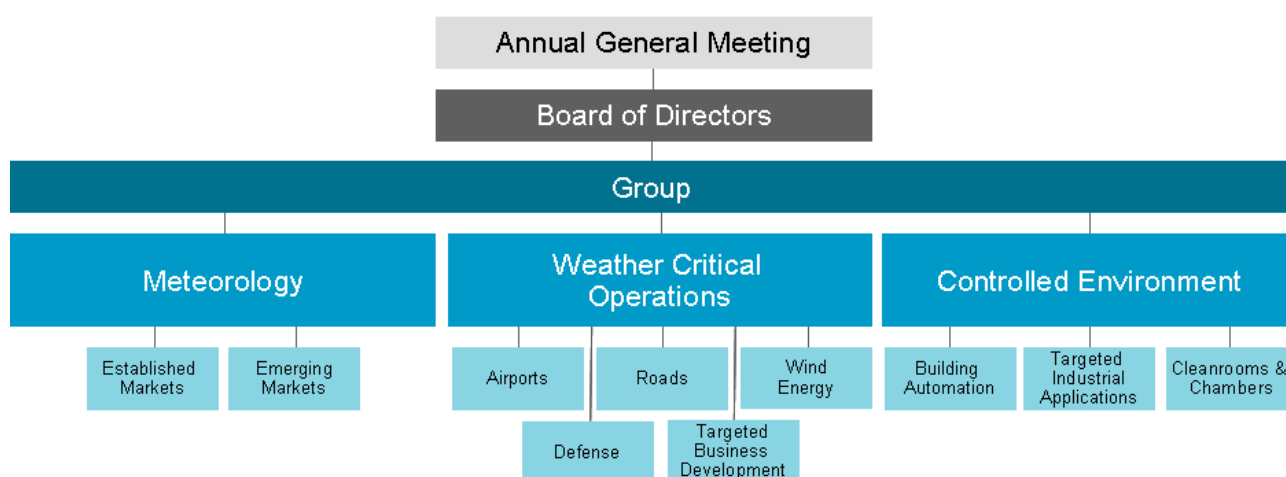 Annual General Meeting
Board of Directors
Group
Meteorology
Weather Critical
Operations
Controlled Environment
Established
Markets
Emerging
Markets
Airports
Roads
Wind
Energy
Building
Automation
Targeted
Industrial
Applications
Cleanrooms &
Chambers
Defense
Targeted
Business
Development